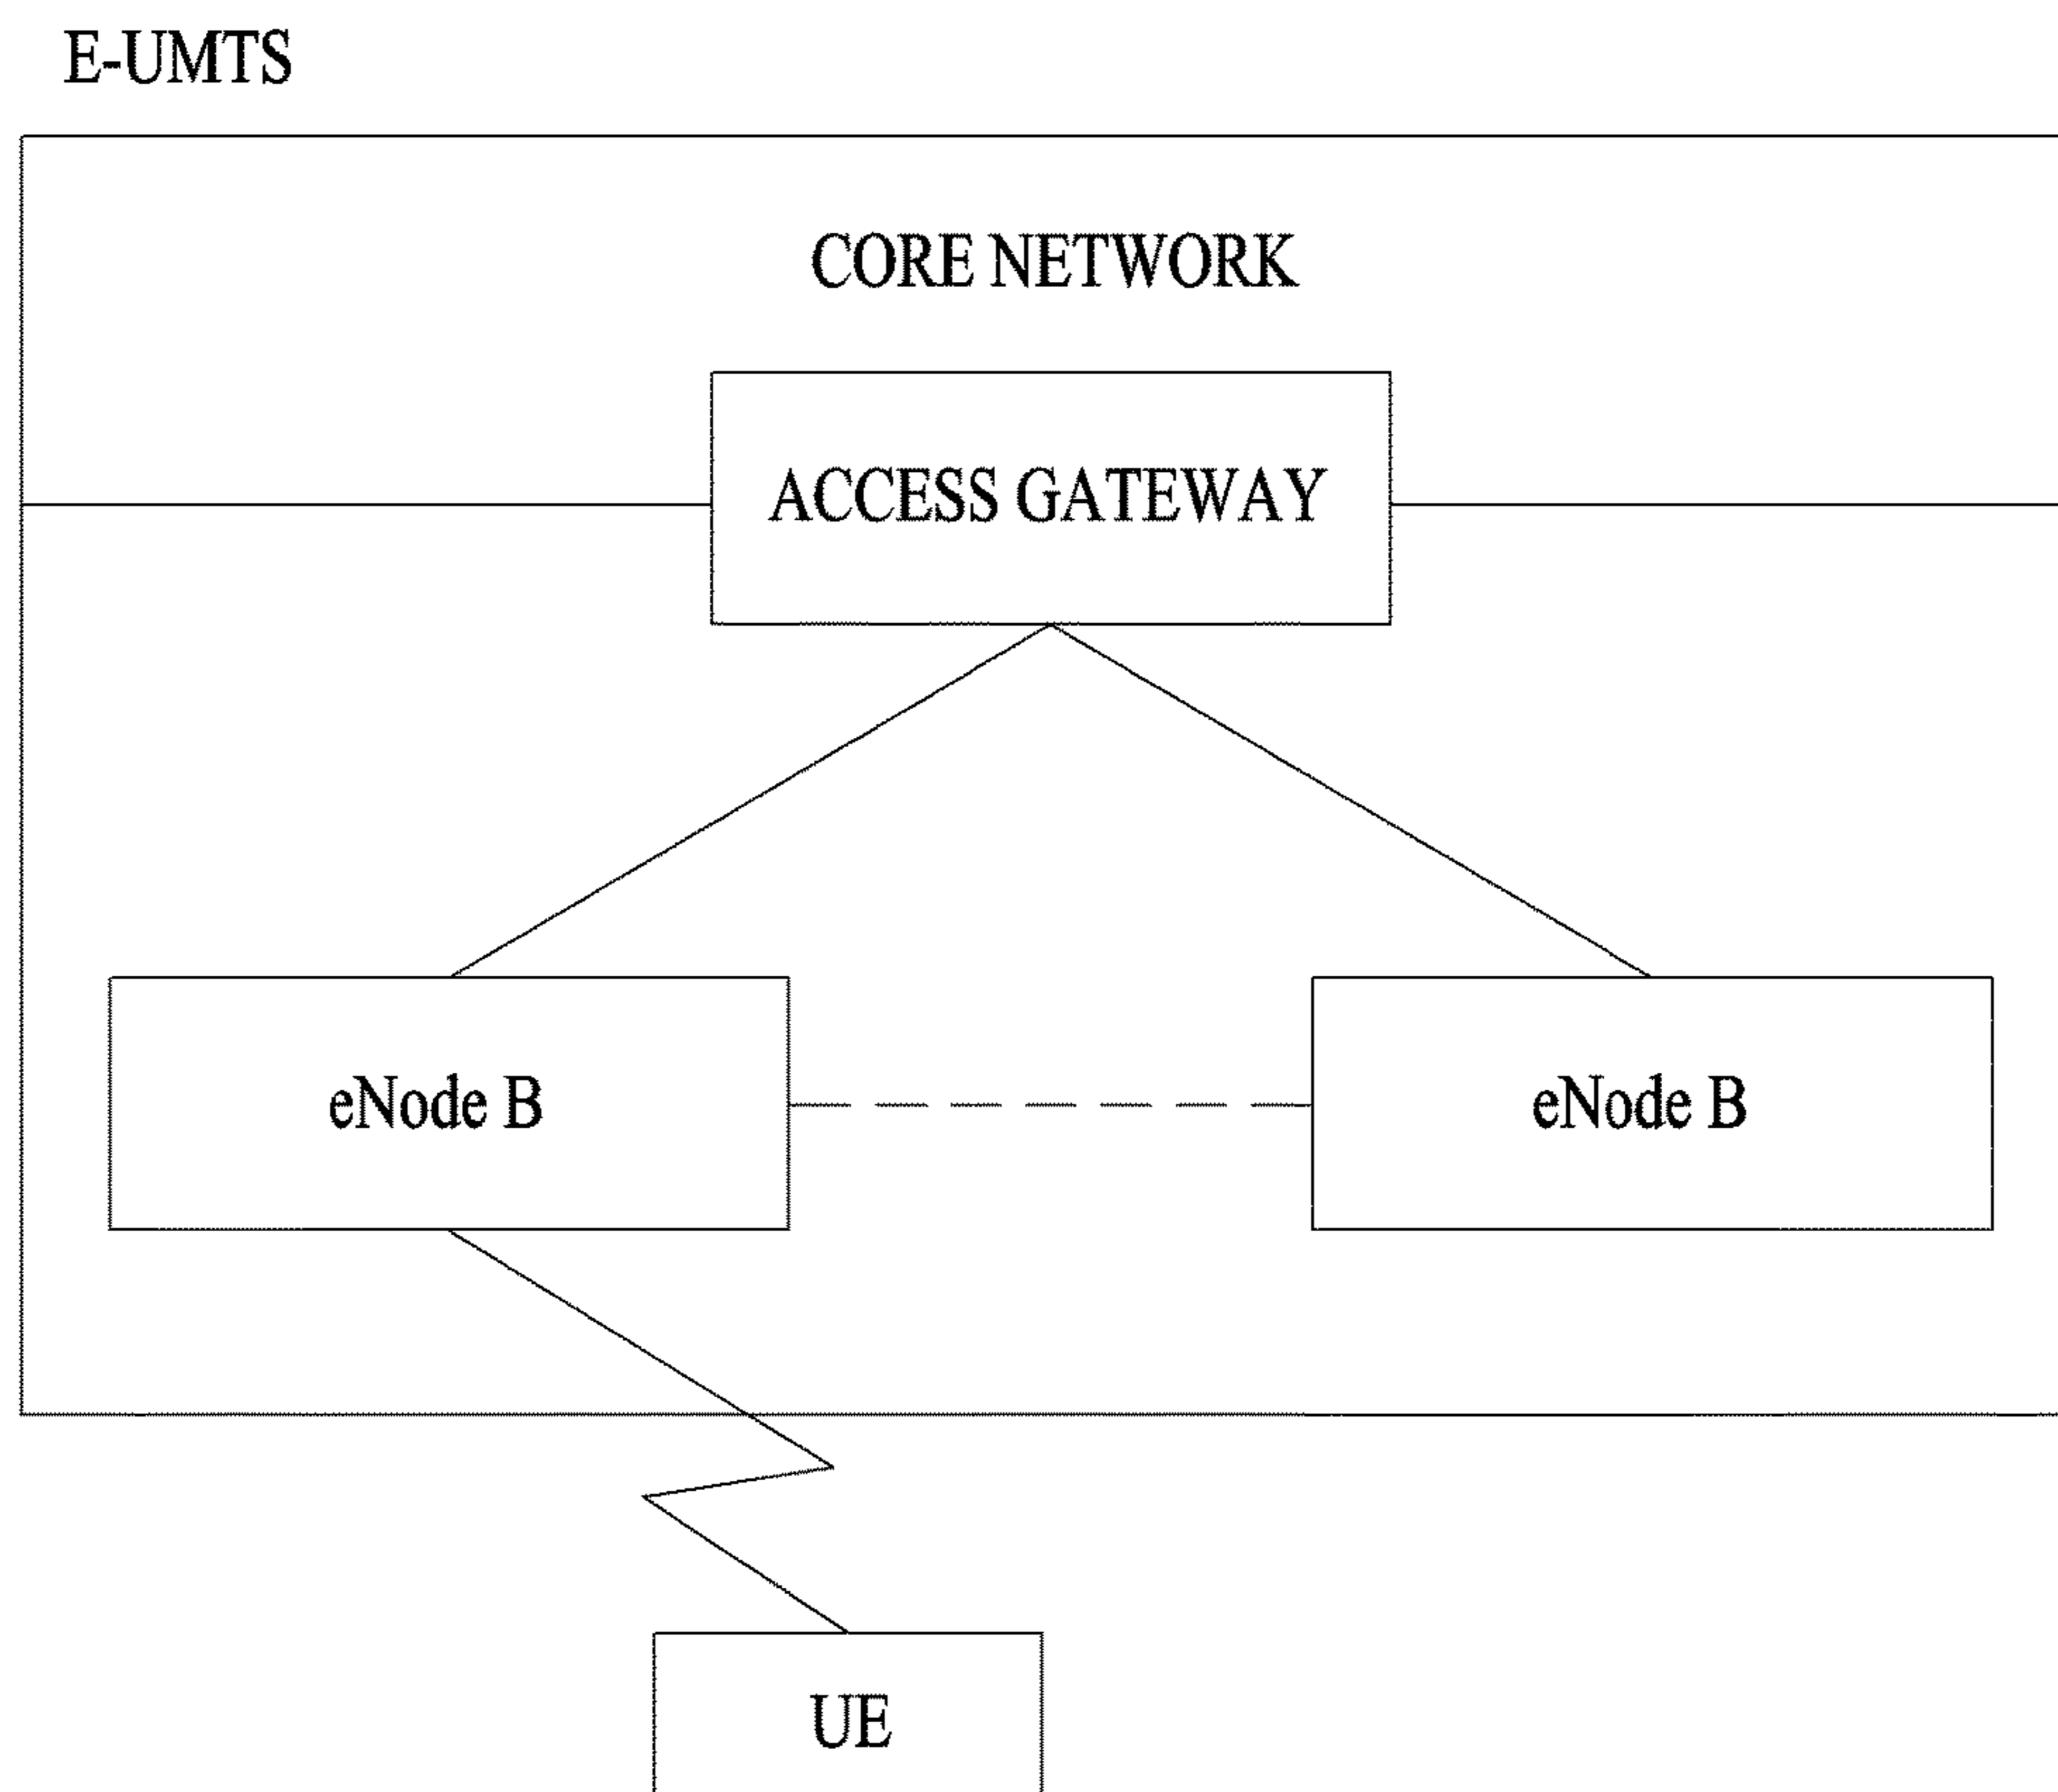 E-UMTS
CORE NETWORK
ACCESS GATEWAY
eNode B
eNode B
UE